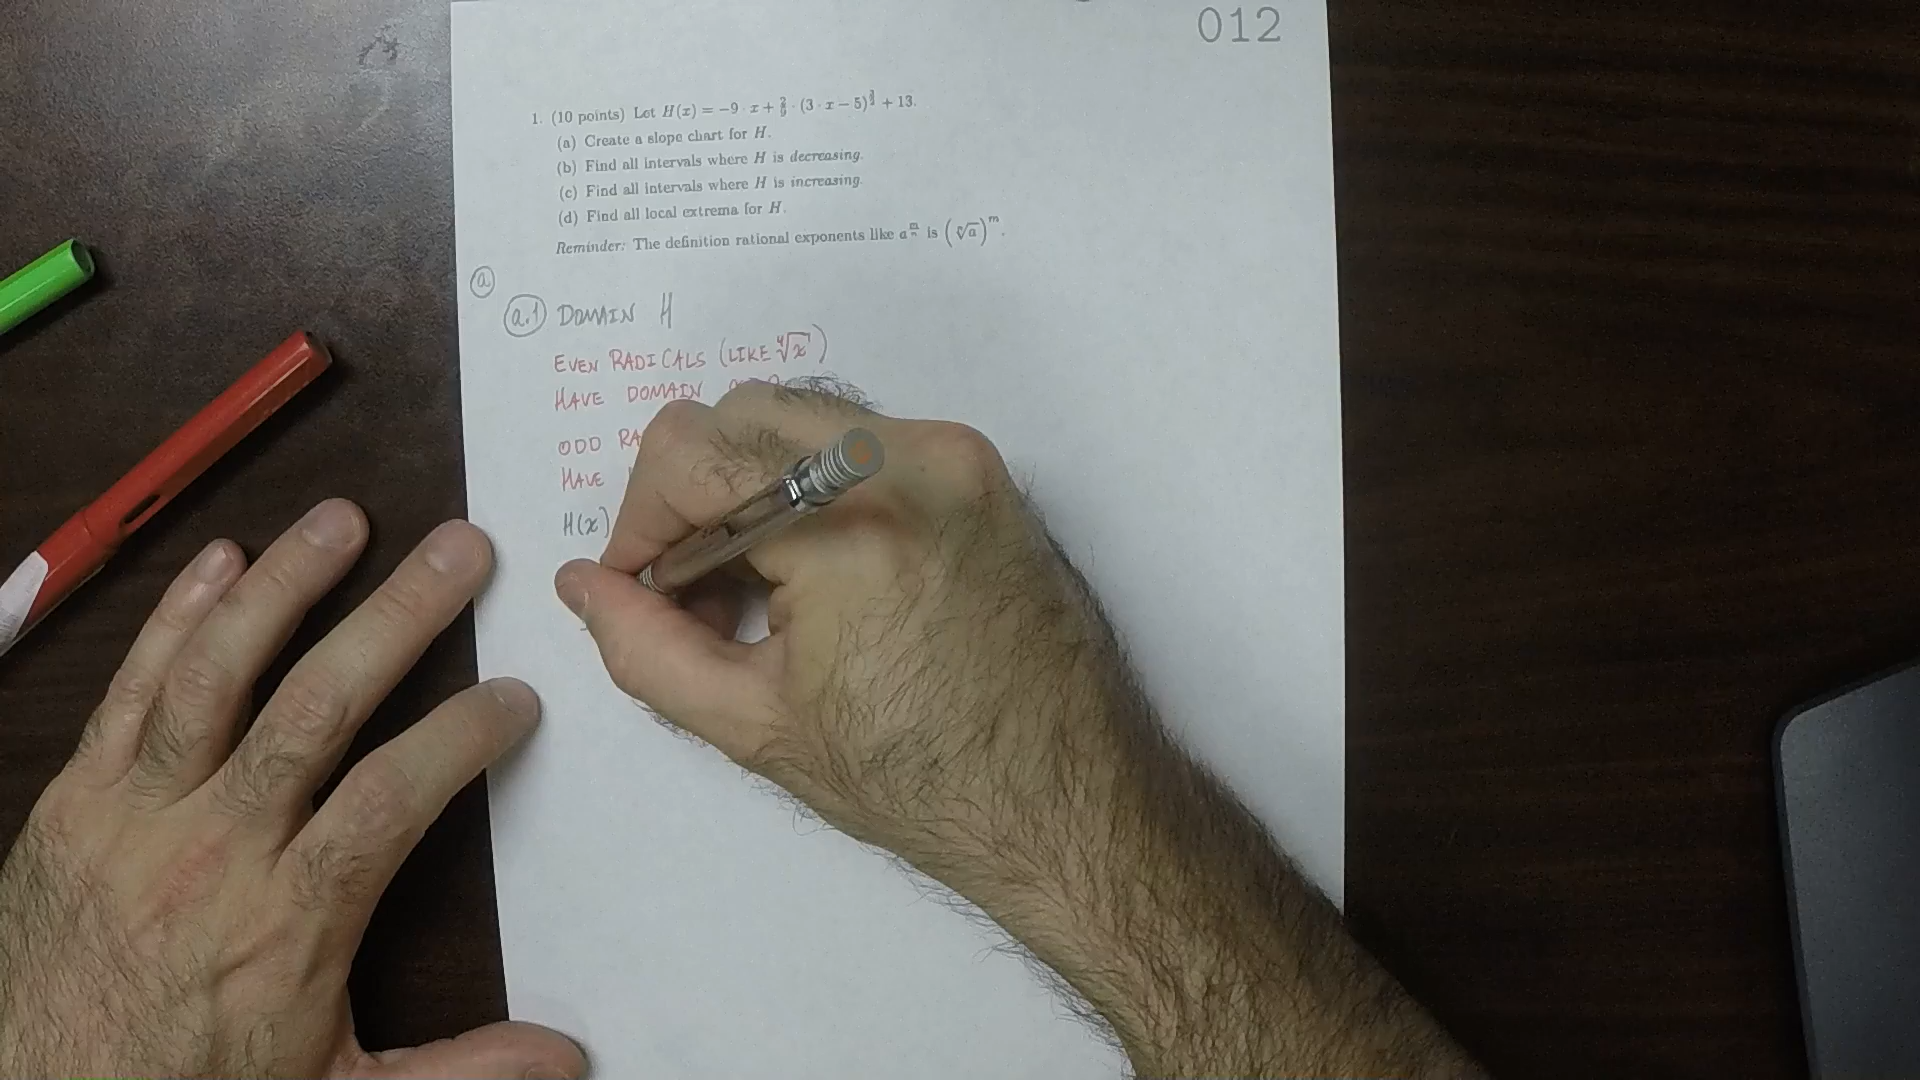 012
1. (10 points) Let H(x) = −9 · x + 2/9 · (3 · x − 5)^{3/2} + 13.
(a) Create a slope chart for H.
(b) Find all intervals where H is decreasing.
(c) Find all intervals where H is increasing.
(d) Find all local extrema for H.
Reminder: The definition rational exponents like a^{m/n} is (ⁿ√a)^m.
a
a.1 DOMAIN H
EVEN RADICALS (LIKE ⁴√x)
HAVE DOMAIN
ODD
HAVE
H(x)